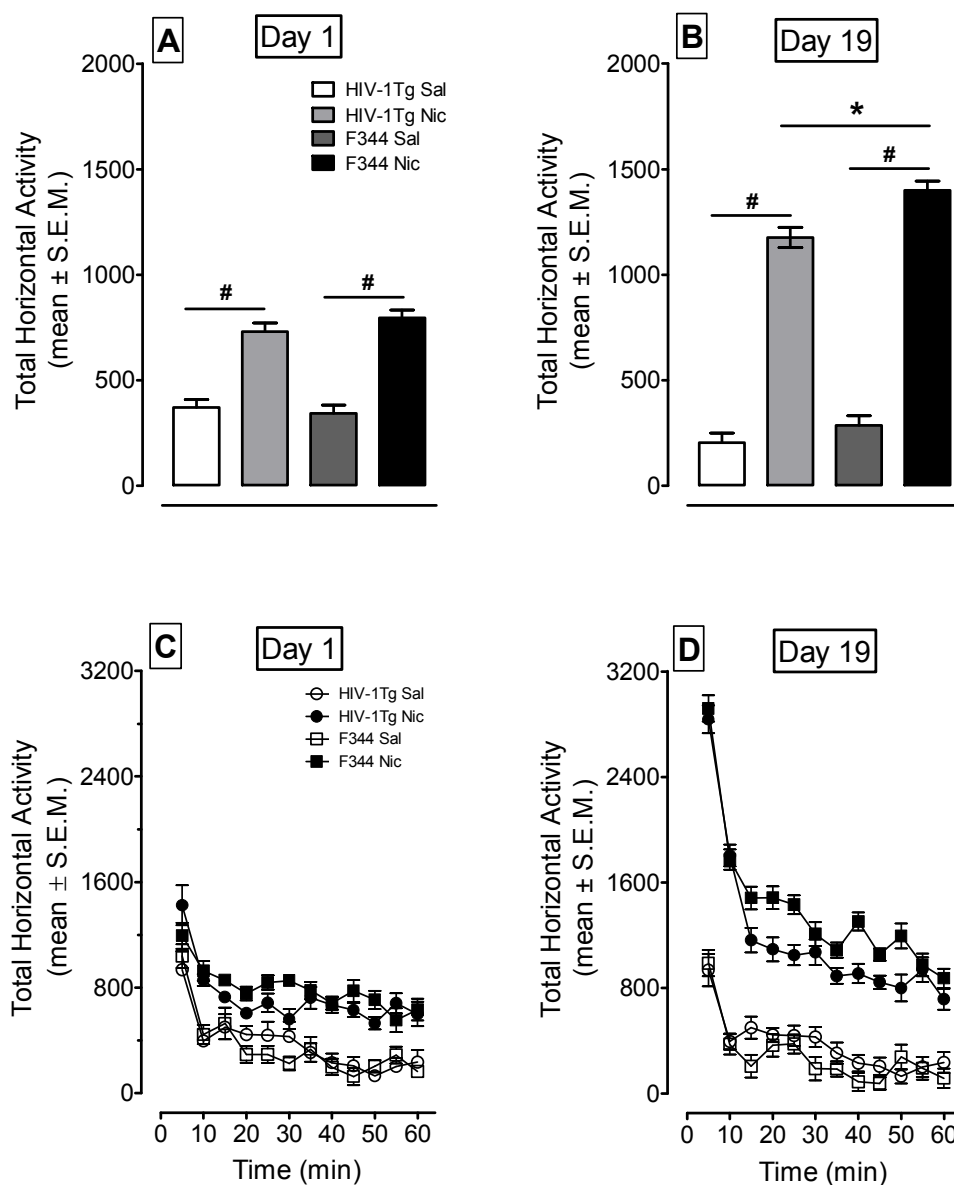 A
Day 1
2000
1500
1000
500
0
Total Horizontal Activity
(mean ± S.E.M.)
HIV-1Tg Sal
HIV-1Tg Nic
F344 Sal
F344 Nic
#
#
B
Day 19
2000
1500
1000
500
0
Total Horizontal Activity
(mean ± S.E.M.)
*
#
#
C
Day 1
3200
2400
1600
800
0
Total Horizontal Activity
(mean ± S.E.M.)
HIV-1Tg Sal
HIV-1Tg Nic
F344 Sal
F344 Nic
0 10 20 30 40 50 60
Time (min)
D
Day 19
3200
2400
1600
800
0
Total Horizontal Activity
(mean ± S.E.M.)
0 10 20 30 40 50 60
Time (min)